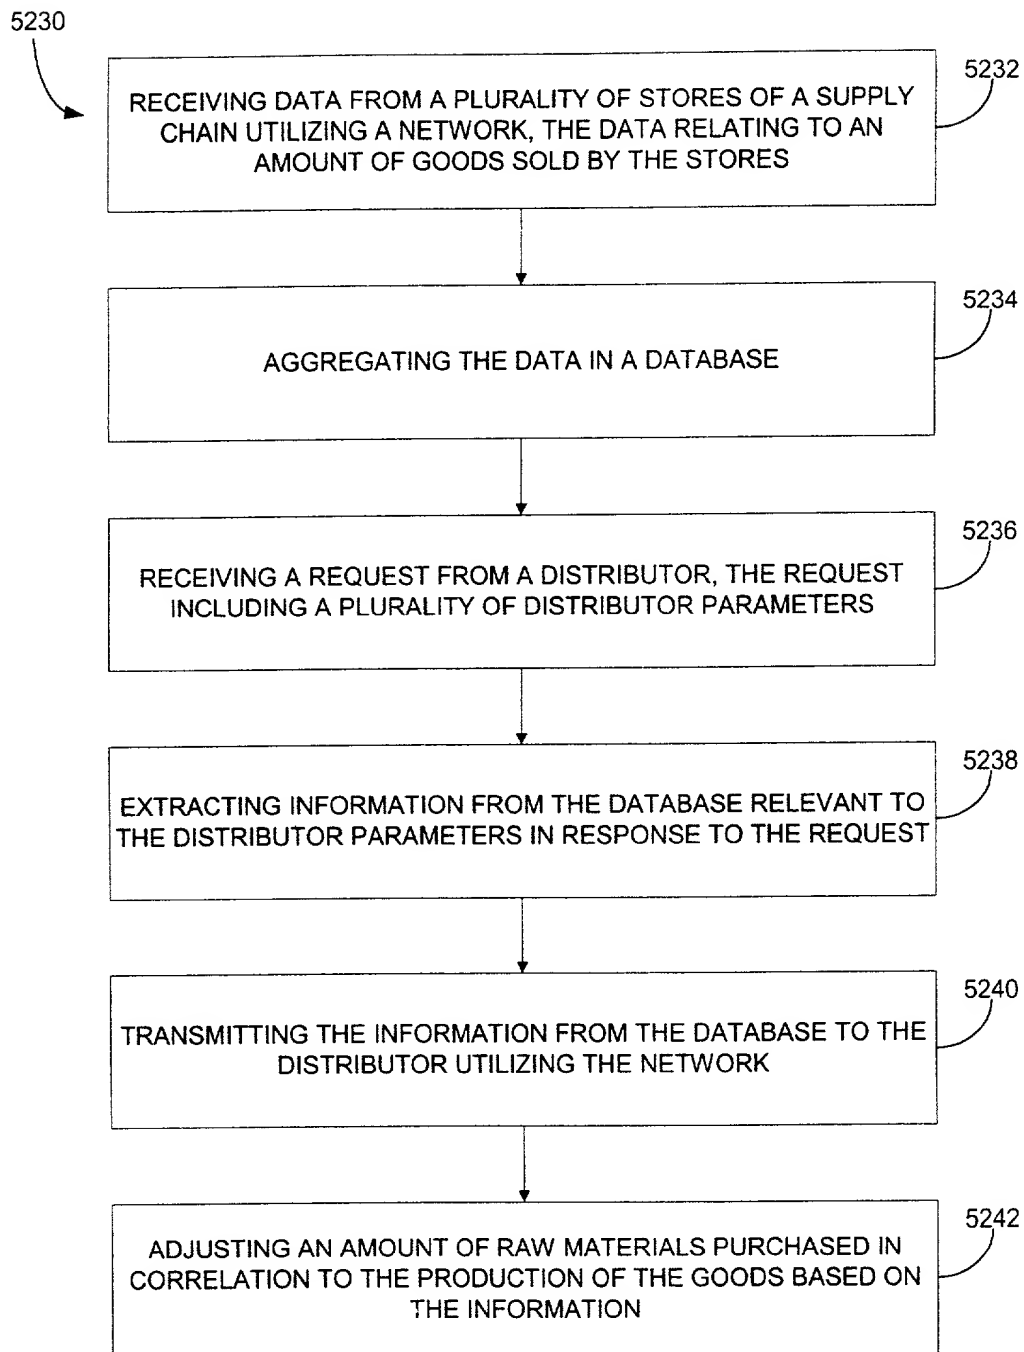 5230
5232
RECEIVING DATA FROM A PLURALITY OF STORES OF A SUPPLY
CHAIN UTILIZING A NETWORK, THE DATA RELATING TO AN
AMOUNT OF GOODS SOLD BY THE STORES
5234
AGGREGATING THE DATA IN A DATABASE
5236
RECEIVING A REQUEST FROM A DISTRIBUTOR, THE REQUEST
INCLUDING A PLURALITY OF DISTRIBUTOR PARAMETERS
5238
EXTRACTING INFORMATION FROM THE DATABASE RELEVANT TO
THE DISTRIBUTOR PARAMETERS IN RESPONSE TO THE REQUEST
5240
TRANSMITTING THE INFORMATION FROM THE DATABASE TO THE
DISTRIBUTOR UTILIZING THE NETWORK
5242
ADJUSTING AN AMOUNT OF RAW MATERIALS PURCHASED IN
CORRELATION TO THE PRODUCTION OF THE GOODS BASED ON
THE INFORMATION